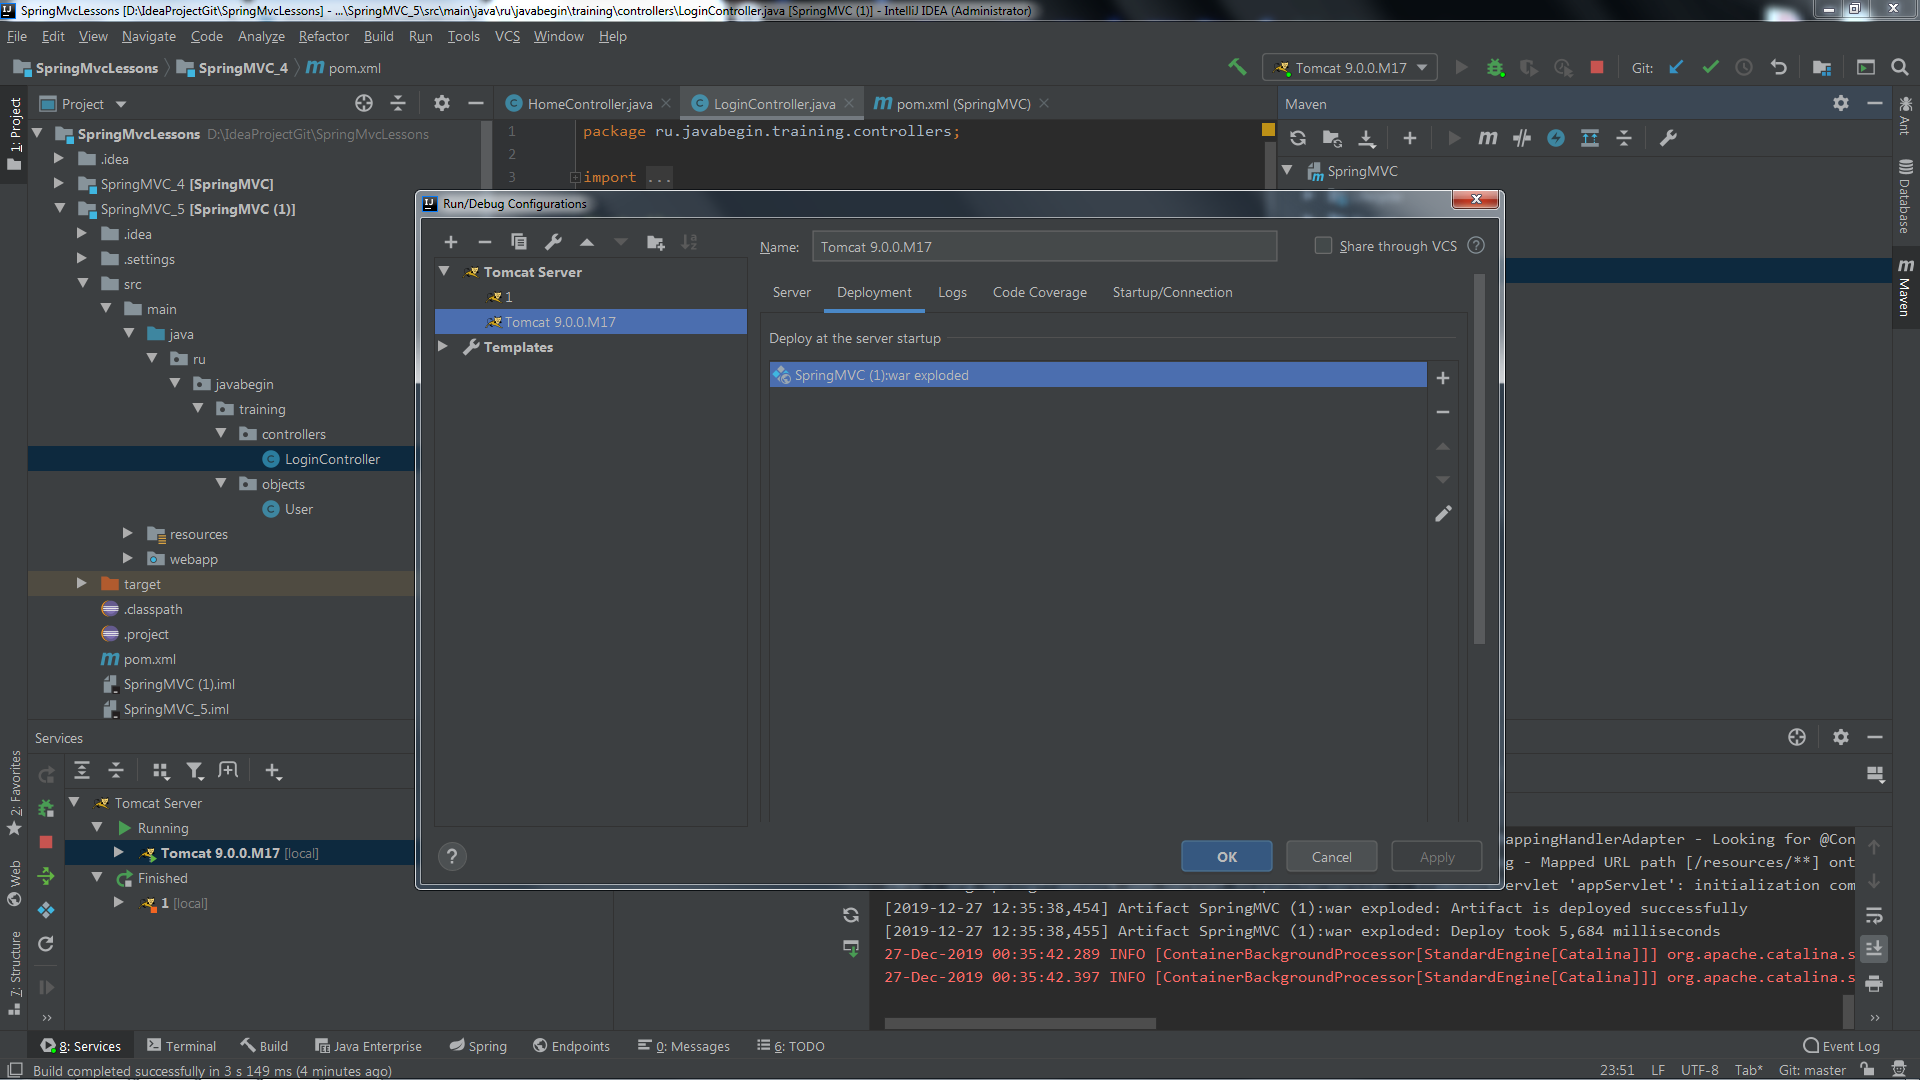 SpringMvcLessons [D:\IdeaProjectGit\SpringMvcLessons] - ...\SpringMVC_5\src\main\java\ru\javabegin\training\controllers\LoginController.java [SpringMVC (1)] - IntelliJ IDEA (Administrator)
File Edit View Navigate Code Analyze Refactor Build Run Tools VCS Window Help
SpringMvcLessons SpringMVC_4 m pom.xml
Tomcat 9.0.0.M17
Git:
1: Project
Project
HomeController.java
LoginController.java
m pom.xml (SpringMVC)
Maven
Ant
Database
m Maven
SpringMvcLessons D:\IdeaProjectGit\SpringMvcLessons
.idea
SpringMVC_4 [SpringMVC]
SpringMVC_5 [SpringMVC (1)]
.idea
.settings
src
main
java
ru
javabegin
training
controllers
LoginController
objects
User
resources
webapp
target
.classpath
.project
m pom.xml
SpringMVC (1).iml
SpringMVC_5.iml
1 package ru.javabegin.training.controllers;
2
3 import ...
SpringMVC
Run/Debug Configurations
Tomcat Server
1
Tomcat 9.0.0.M17
Templates
Name: Tomcat 9.0.0.M17
Share through VCS ?
Server Deployment Logs Code Coverage Startup/Connection
Deploy at the server startup
SpringMVC (1):war exploded
?
OK Cancel Apply
2: Favorites
Web
7: Structure
Services
Tomcat Server
Running
Tomcat 9.0.0.M17 [local]
Finished
1 [local]
appingHandlerAdapter - Looking for @Con
g - Mapped URL path [/resources/**] ont
ervlet 'appServlet': initialization com
[2019-12-27 12:35:38,454] Artifact SpringMVC (1):war exploded: Artifact is deployed successfully
[2019-12-27 12:35:38,455] Artifact SpringMVC (1):war exploded: Deploy took 5,684 milliseconds
27-Dec-2019 00:35:42.289 INFO [ContainerBackgroundProcessor[StandardEngine[Catalina]]] org.apache.catalina.s
27-Dec-2019 00:35:42.397 INFO [ContainerBackgroundProcessor[StandardEngine[Catalina]]] org.apache.catalina.s
8: Services Terminal Build Java Enterprise Spring Endpoints 0: Messages 6: TODO Event Log
Build completed successfully in 3 s 149 ms (4 minutes ago)
23:51 LF UTF-8 Tab* Git: master